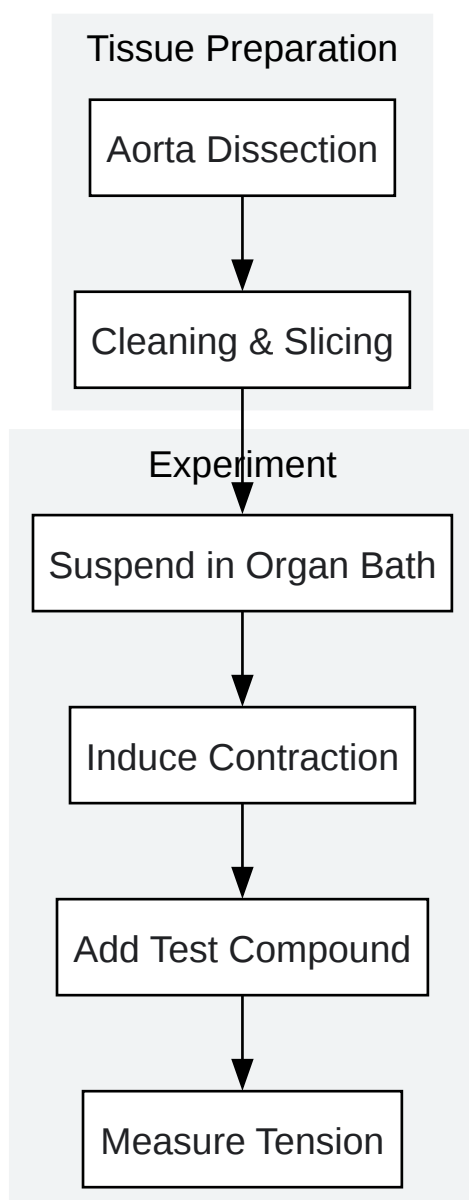 Tissue Preparation
Aorta Dissection
Cleaning & Slicing
Experiment
Suspend in Organ Bath
Induce Contraction
Add Test Compound
Measure Tension